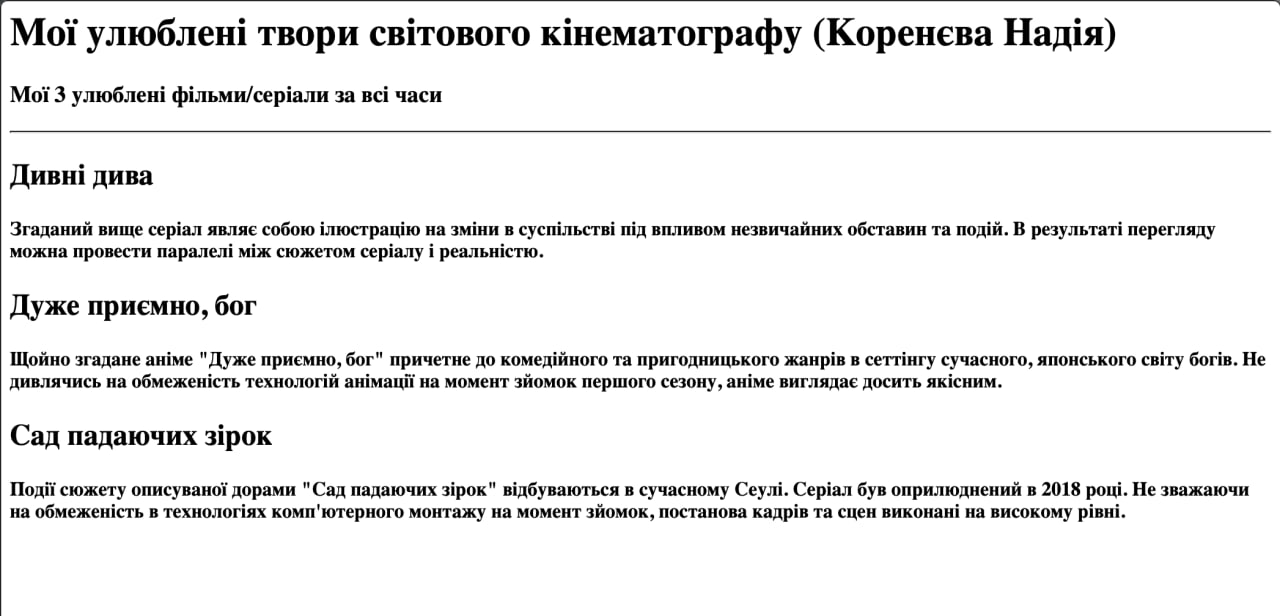 Мої улюблені твори світового кінематографу (Коренєва Надія)
Мої 3 улюблені фільми/серіали за всі часи
Дивні дива
Згаданий вище серіал являє собою ілюстрацію на зміни в суспільстві під впливом незвичайних обставин та подій. В результаті перегляду
можна провести паралелі між сюжетом серіалу і реальністю.
Дуже приємно, бог
Щойно згадане аніме "Дуже приємно, бог" причетне до комедійного та пригодницького жанрів в сеттінгу сучасного, японського світу богів. Не
дивлячись на обмеженість технологій анімації на момент зйомок першого сезону, аніме виглядає досить якісним.
Сад падаючих зірок
Події сюжету описуваної дорами "Сад падаючих зірок" відбуваються в сучасному Сеулі. Серіал був оприлюднений в 2018 році. Не зважаючи
на обмеженість в технологіях комп'ютерного монтажу на момент зйомок, постанова кадрів та сцен виконані на високому рівні.